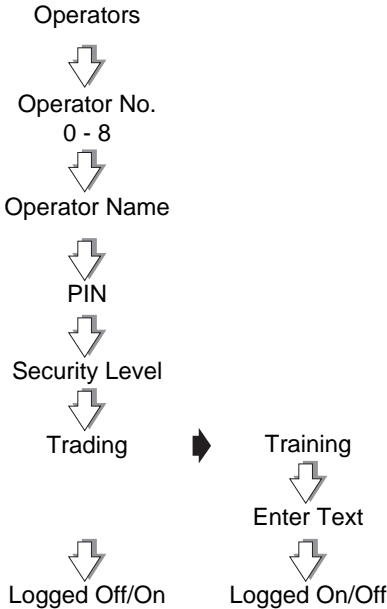 Operators
Operator No.
0 - 8
Operator Name
PIN
Security Level
Trading
Training
Enter Text
Logged Off/On
Logged On/Off